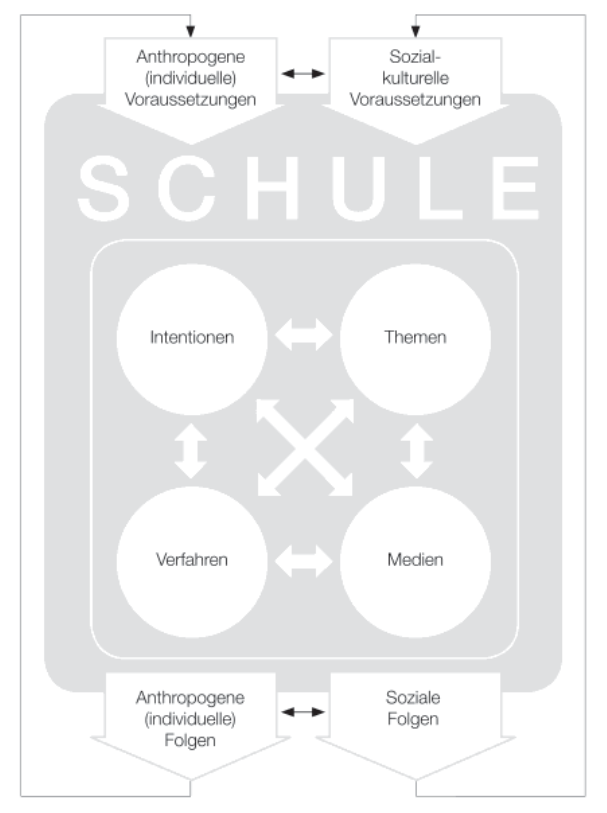 Anthropogene
(individuelle)
Voraussetzungen
Sozial-
kulturelle
Voraussetzungen
SCHULE
Intentionen
Themen
Verfahren
Medien
Anthropogene
(individuelle)
Folgen
Soziale
Folgen